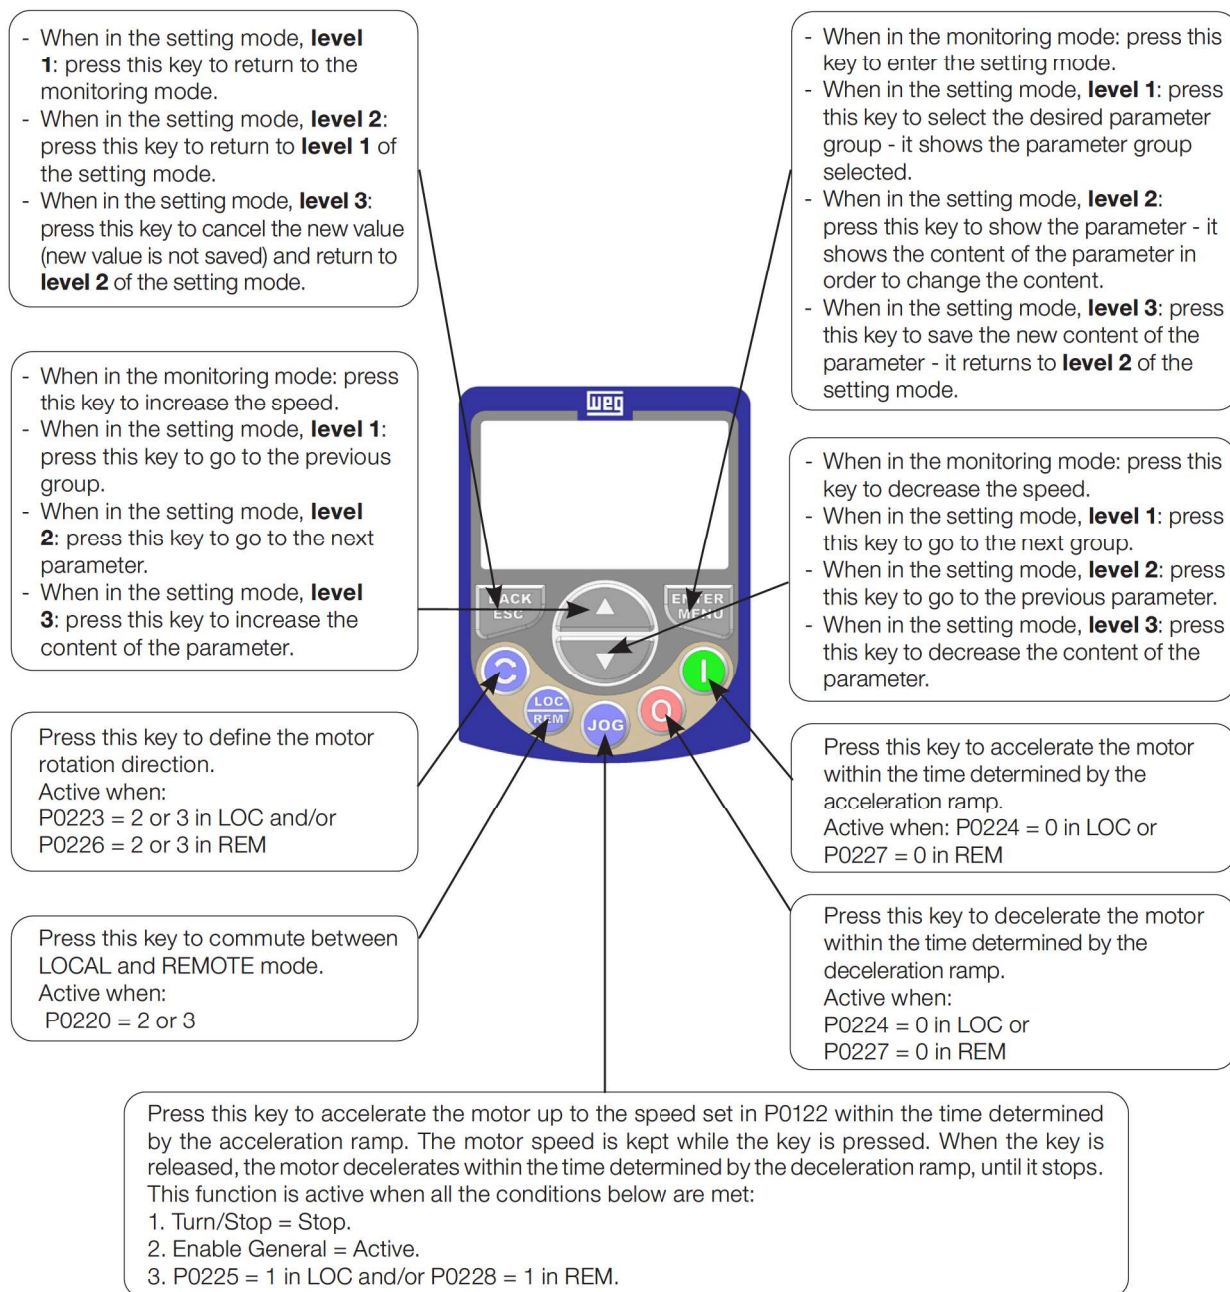 - When in the setting mode, level
1: press this key to return to the
monitoring mode.
- When in the setting mode, level 2:
press this key to return to level 1 of
the setting mode.
- When in the setting mode, level 3:
press this key to cancel the new value
(new value is not saved) and return to
level 2 of the setting mode.
- When in the monitoring mode: press this
key to enter the setting mode.
- When in the setting mode, level 1: press
this key to select the desired parameter
group - it shows the parameter group
selected.
- When in the setting mode, level 2:
press this key to show the parameter - it
shows the content of the parameter in
order to change the content.
- When in the setting mode, level 3: press
this key to save the new content of the
parameter - it returns to level 2 of the
setting mode.
- When in the monitoring mode: press
this key to increase the speed.
- When in the setting mode, level 1:
press this key to go to the previous
group.
- When in the setting mode, level
2: press this key to go to the next
parameter.
- When in the setting mode, level
3: press this key to increase the
content of the parameter.
- When in the monitoring mode: press this
key to decrease the speed.
- When in the setting mode, level 1: press
this key to go to the next group.
- When in the setting mode, level 2: press
this key to go to the previous parameter.
- When in the setting mode, level 3: press
this key to decrease the content of the
parameter.
weg
BACK
ESC
ENTER
MENU
LOC
REM
JOG
Press this key to define the motor
rotation direction.
Active when:
P0223 = 2 or 3 in LOC and/or
P0226 = 2 or 3 in REM
Press this key to accelerate the motor
within the time determined by the
acceleration ramp.
Active when: P0224 = 0 in LOC or
P0227 = 0 in REM
Press this key to commute between
LOCAL and REMOTE mode.
Active when:
P0220 = 2 or 3
Press this key to decelerate the motor
within the time determined by the
deceleration ramp.
Active when:
P0224 = 0 in LOC or
P0227 = 0 in REM
Press this key to accelerate the motor up to the speed set in P0122 within the time determined
by the acceleration ramp. The motor speed is kept while the key is pressed. When the key is
released, the motor decelerates within the time determined by the deceleration ramp, until it stops.
This function is active when all the conditions below are met:
1. Turn/Stop = Stop.
2. Enable General = Active.
3. P0225 = 1 in LOC and/or P0228 = 1 in REM.